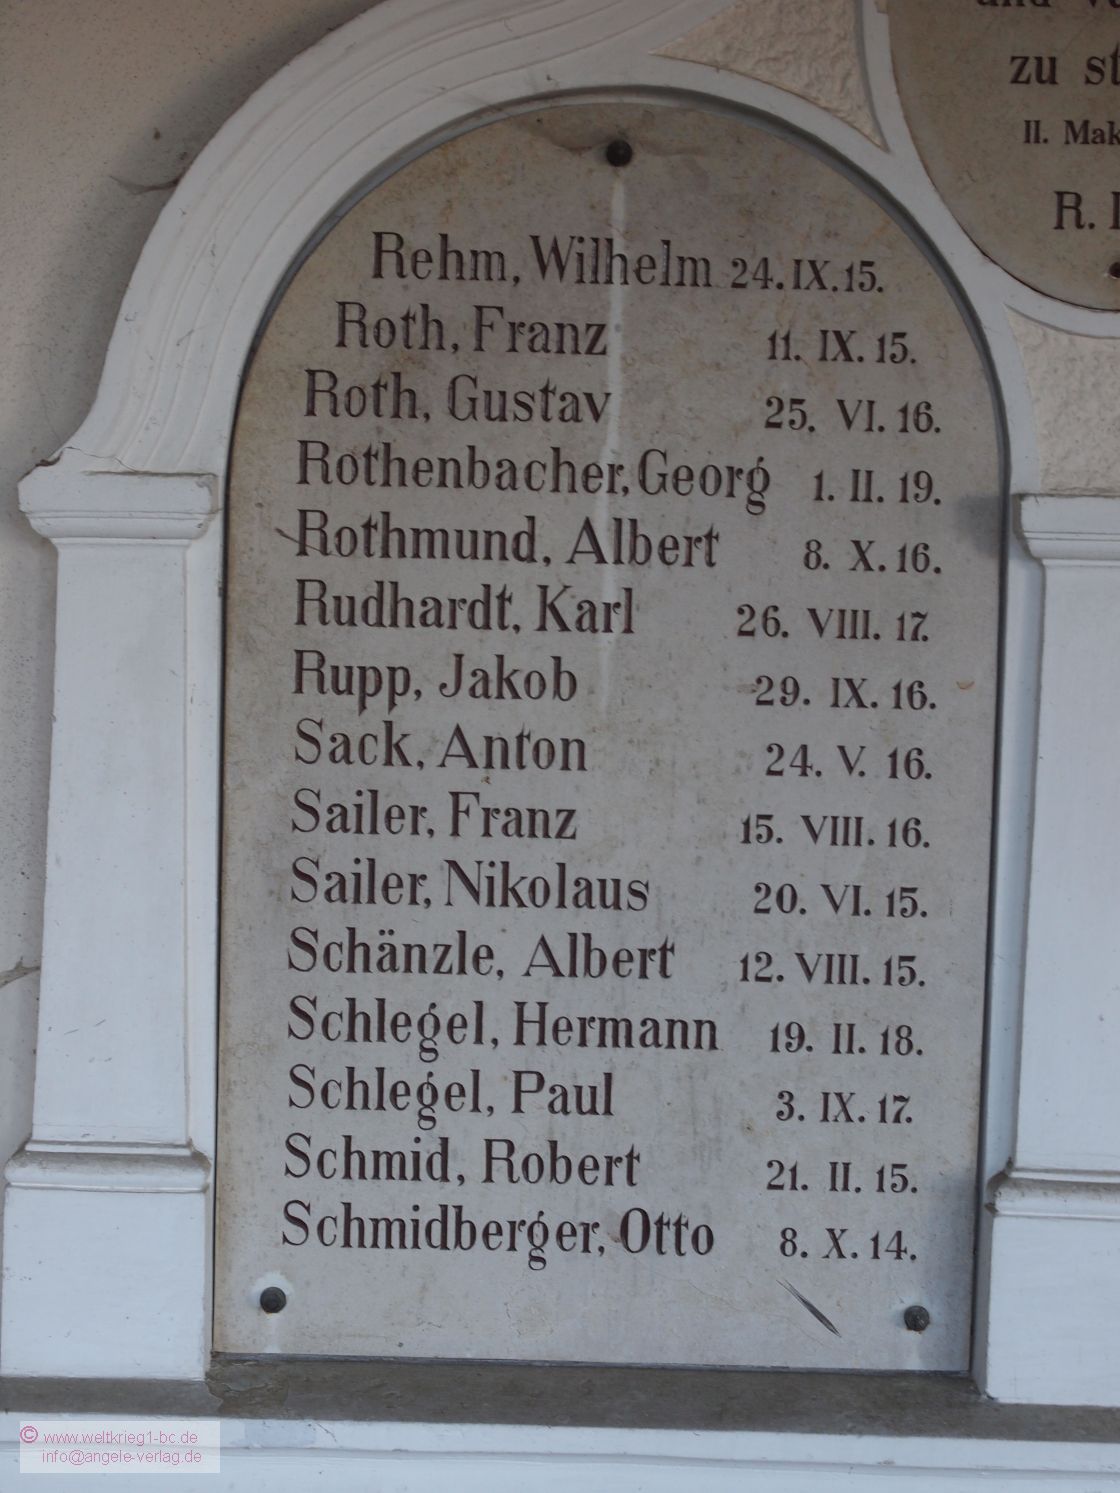 zu
II.
R.
Rehm, Wilhelm 24. IX. 15.
Roth, Franz 11. IX. 15.
Roth, Gustav 25. VI. 16.
Rothenbacher, Georg 1. II. 19.
Rothmund, Albert 8. X. 16.
Rudhardt, Karl 26. VIII. 17.
Rupp, Jakob 29. IX. 16.
Sack, Anton 24. V. 16.
Sailer, Franz 15. VIII. 16.
Sailer, Nikolaus 20. VI. 15.
Schänzle, Albert 12. VIII. 15.
Schlegel, Hermann 19. II. 18.
Schlegel, Paul 3. IX. 17.
Schmid, Robert 21. II. 15.
Schmidberger, Otto 8. X. 14.
© www.weltkrieg1-bc.de
info@angele-verlag.de